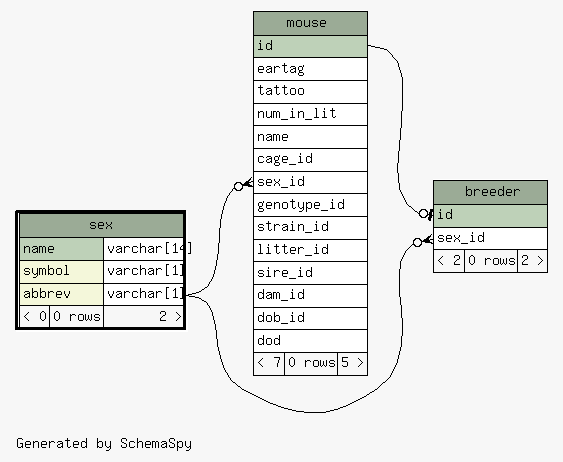 mouse
id
eartag
tattoo
num_in_lit
name
cage_id
sex_id
genotype_id
strain_id
litter_id
sire_id
dam_id
dob_id
dod
< 7 0 rows 5 >
breeder
id
sex_id
< 2 0 rows 2 >
sex
name varchar[14]
symbol varchar[1]
abbrev varchar[1]
< 0 0 rows 2 >
Generated by SchemaSpy